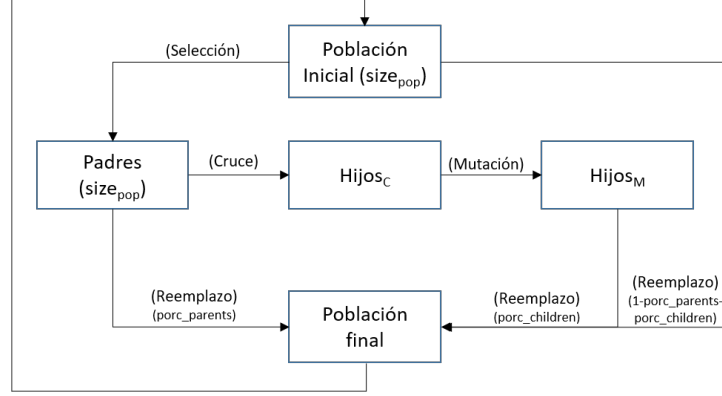 (Selección)
Población
Inicial (size_pop)
Padres
(size_pop)
(Cruce)
Hijos_C
(Mutación)
Hijos_M
(Reemplazo)
(porc_parents)
Población
final
(Reemplazo)
(porc_children)
(Reemplazo)
(1-porc_parents-
porc_children)